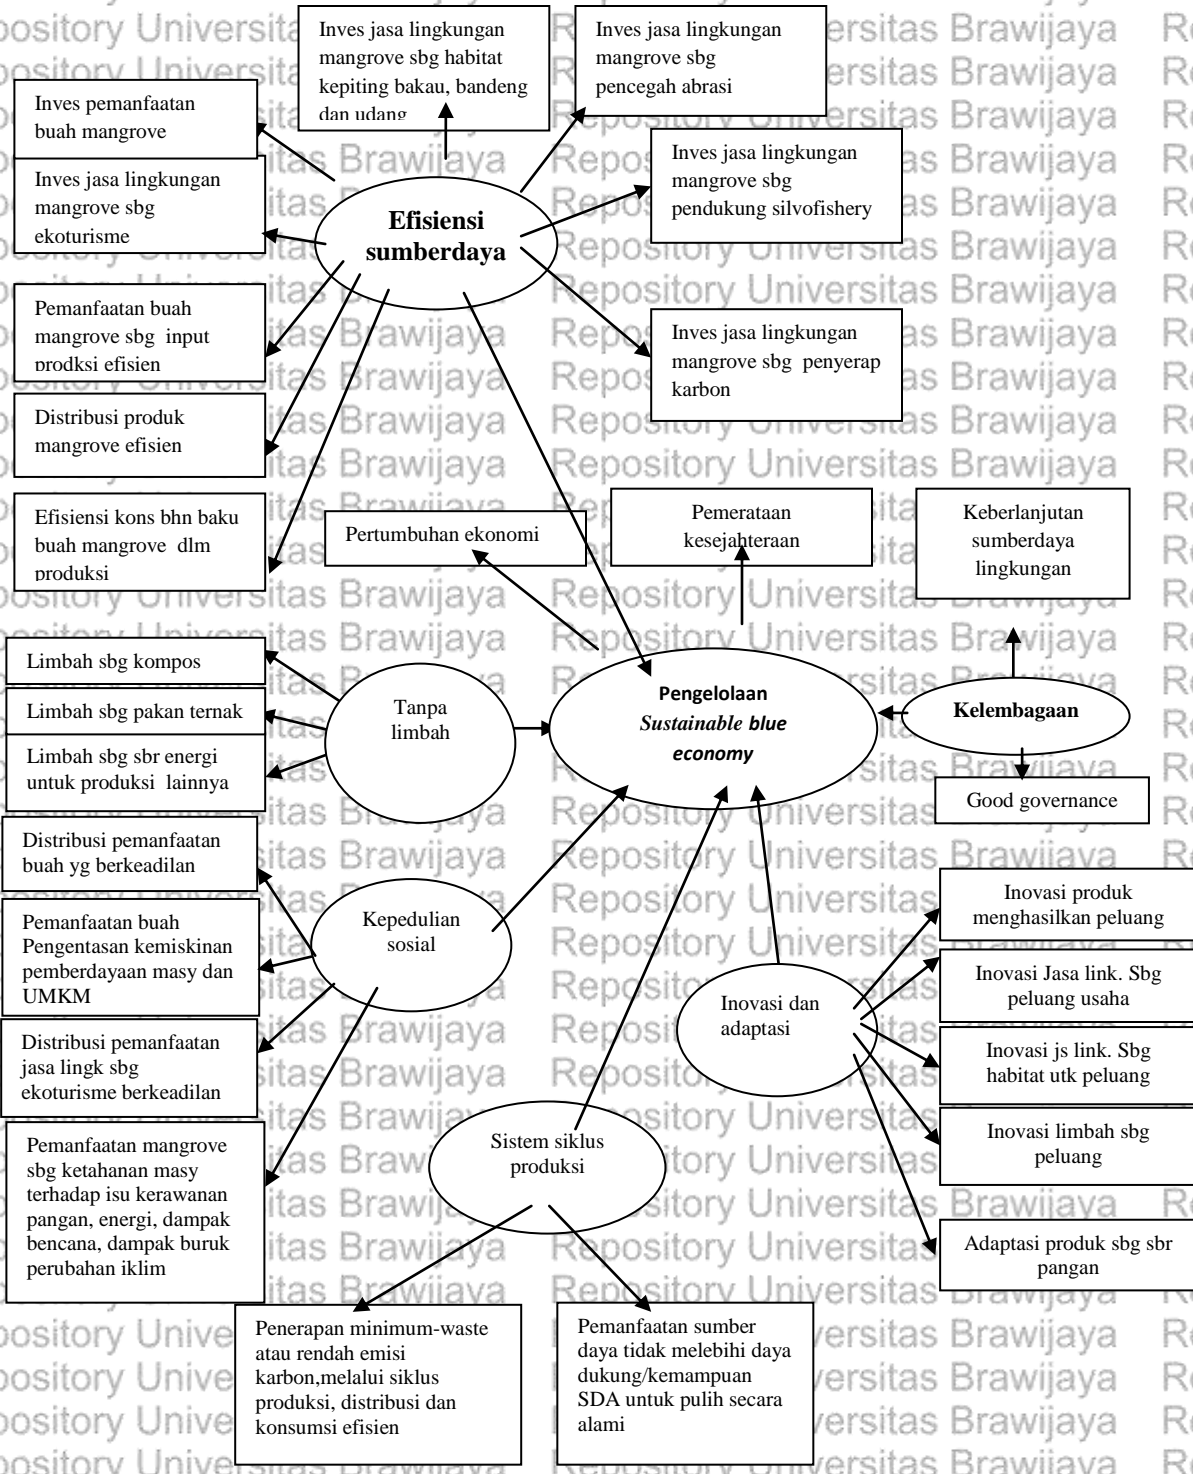 Inves jasa lingkungan
mangrove sbg habitat
kepiting bakau, bandeng
dan udang
Inves jasa lingkungan
mangrove sbg
pencegah abrasi
Inves pemanfaatan
buah mangrove
Inves jasa lingkungan
mangrove sbg
ekoturisme
Efisiensi
sumberdaya
Inves jasa lingkungan
mangrove sbg
pendukung silvofishery
Pemanfaatan buah
mangrove sbg input
prodksi efisien
Inves jasa lingkungan
mangrove sbg penyerap
karbon
Distribusi produk
mangrove efisien
Efisiensi kons bhn baku
buah mangrove dlm
produksi
Pertumbuhan ekonomi
Pemerataan
kesejahteraan
Keberlanjutan
sumberdaya
lingkungan
Limbah sbg kompos
Limbah sbg pakan ternak
Limbah sbg sbr energi
untuk produksi lainnya
Tanpa
limbah
Pengelolaan
Sustainable blue
economy
Kelembagaan
Good governance
Distribusi pemanfaatan
buah yg berkeadilan
Pemanfaatan buah
Pengentasan kemiskinan
pemberdayaan masy dan
UMKM
Distribusi pemanfaatan
jasa lingk sbg
ekoturisme berkeadilan
Pemanfaatan mangrove
sbg ketahanan masy
terhadap isu kerawanan
pangan, energi, dampak
bencana, dampak buruk
perubahan iklim
Kepedulian
sosial
Inovasi dan
adaptasi
Inovasi produk
menghasilkan peluang
Inovasi Jasa link. Sbg
peluang usaha
Inovasi js link. Sbg
habitat utk peluang
Inovasi limbah sbg
peluang
Adaptasi produk sbg sbr
pangan
Sistem siklus
produksi
Penerapan minimum-waste
atau rendah emisi
karbon,melalui siklus
produksi, distribusi dan
konsumsi efisien
Pemanfaatan sumber
daya tidak melebihi daya
dukung/kemampuan
SDA untuk pulih secara
alami
Repository Universitas Brawijaya